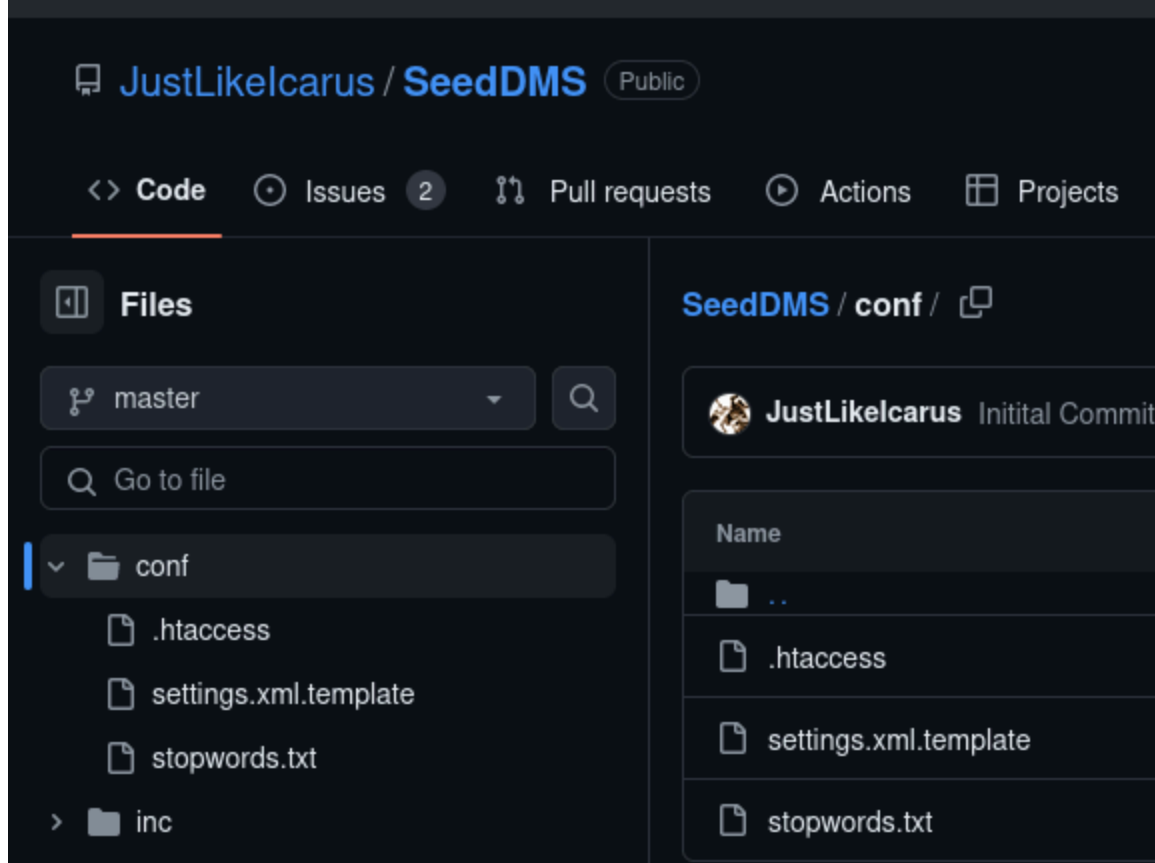 JustLikeIcarus / SeedDMS Public
Code Issues 2 Pull requests Actions Projects
Files
master
Go to file
conf
.htaccess
settings.xml.template
stopwords.txt
inc
SeedDMS / conf /
JustLikeIcarus Initital Commit
Name
..
.htaccess
settings.xml.template
stopwords.txt